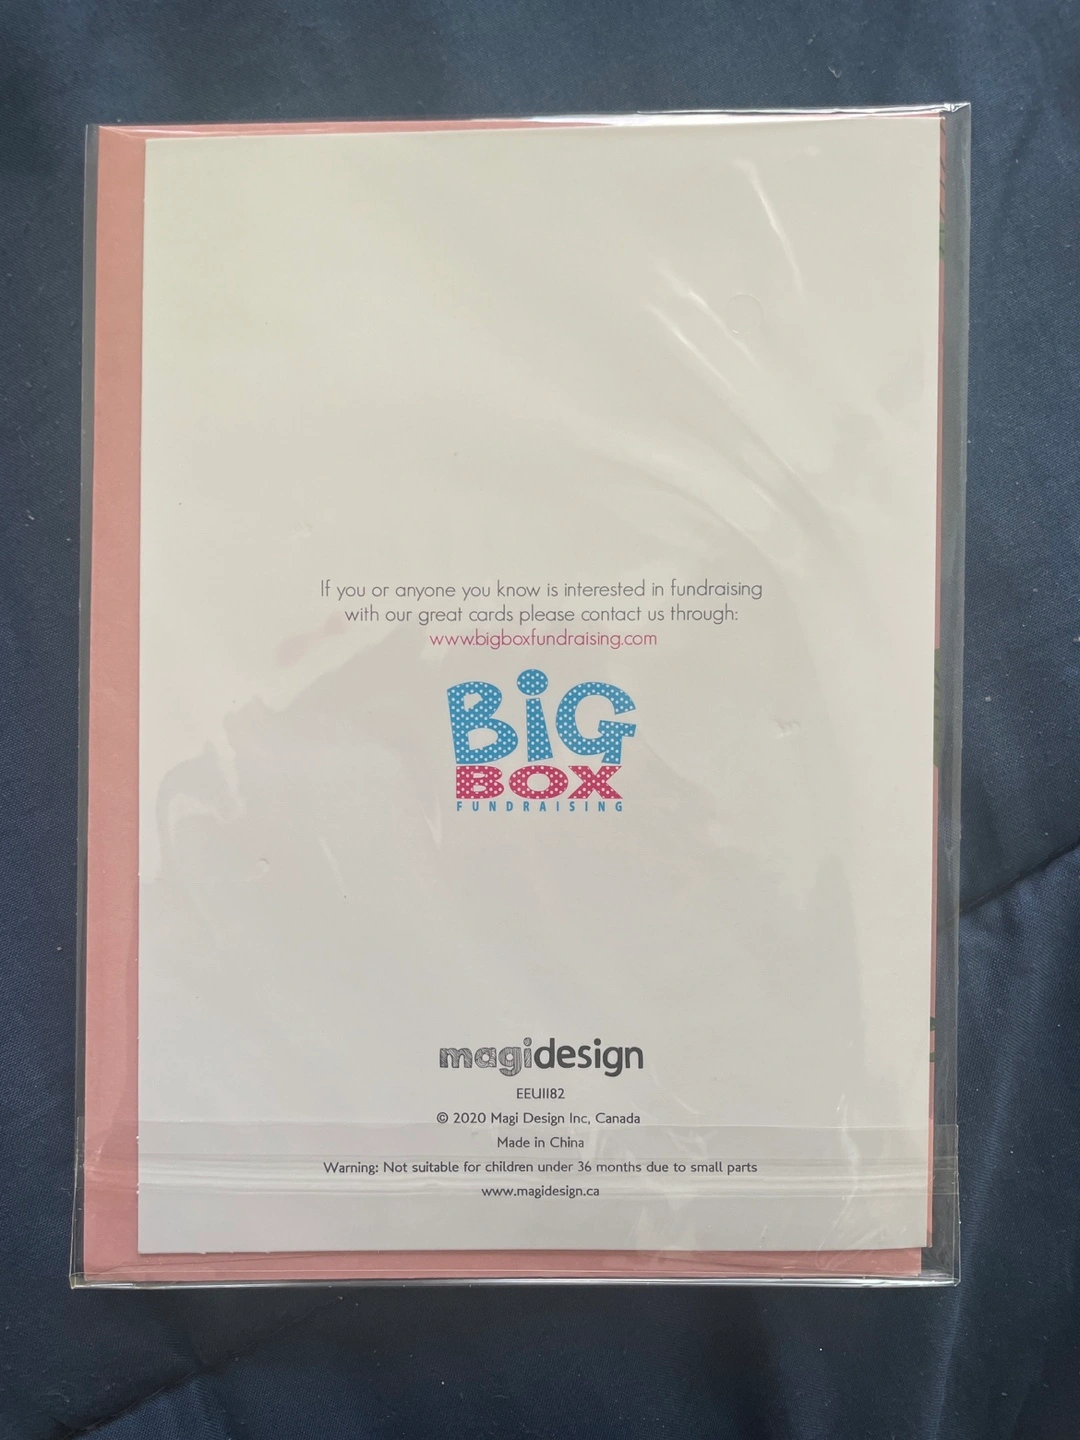 If you or anyone you know is interested in fundraising
with our great cards please contact us through:
www.bigboxfundraising.com
BiG
BOX
FUNDRAISING
magidesign
EEU1182
© 2020 Magi Design Inc, Canada
Made in China
Warning: Not suitable for children under 36 months due to small parts
www.magidesign.ca